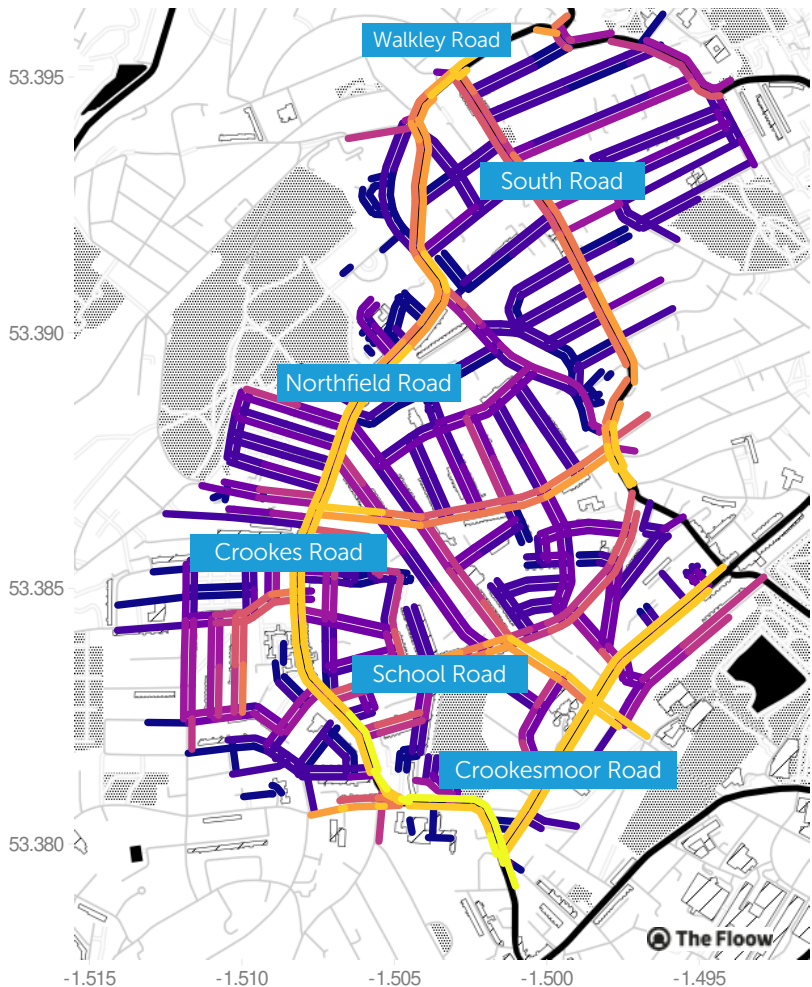 Walkley Road
53.395
South Road
53.390
Northfield Road
Crookes Road
53.385
School Road
Crookesmoor Road
53.380
The Floow
-1.515 -1.510 -1.505 -1.500 -1.495